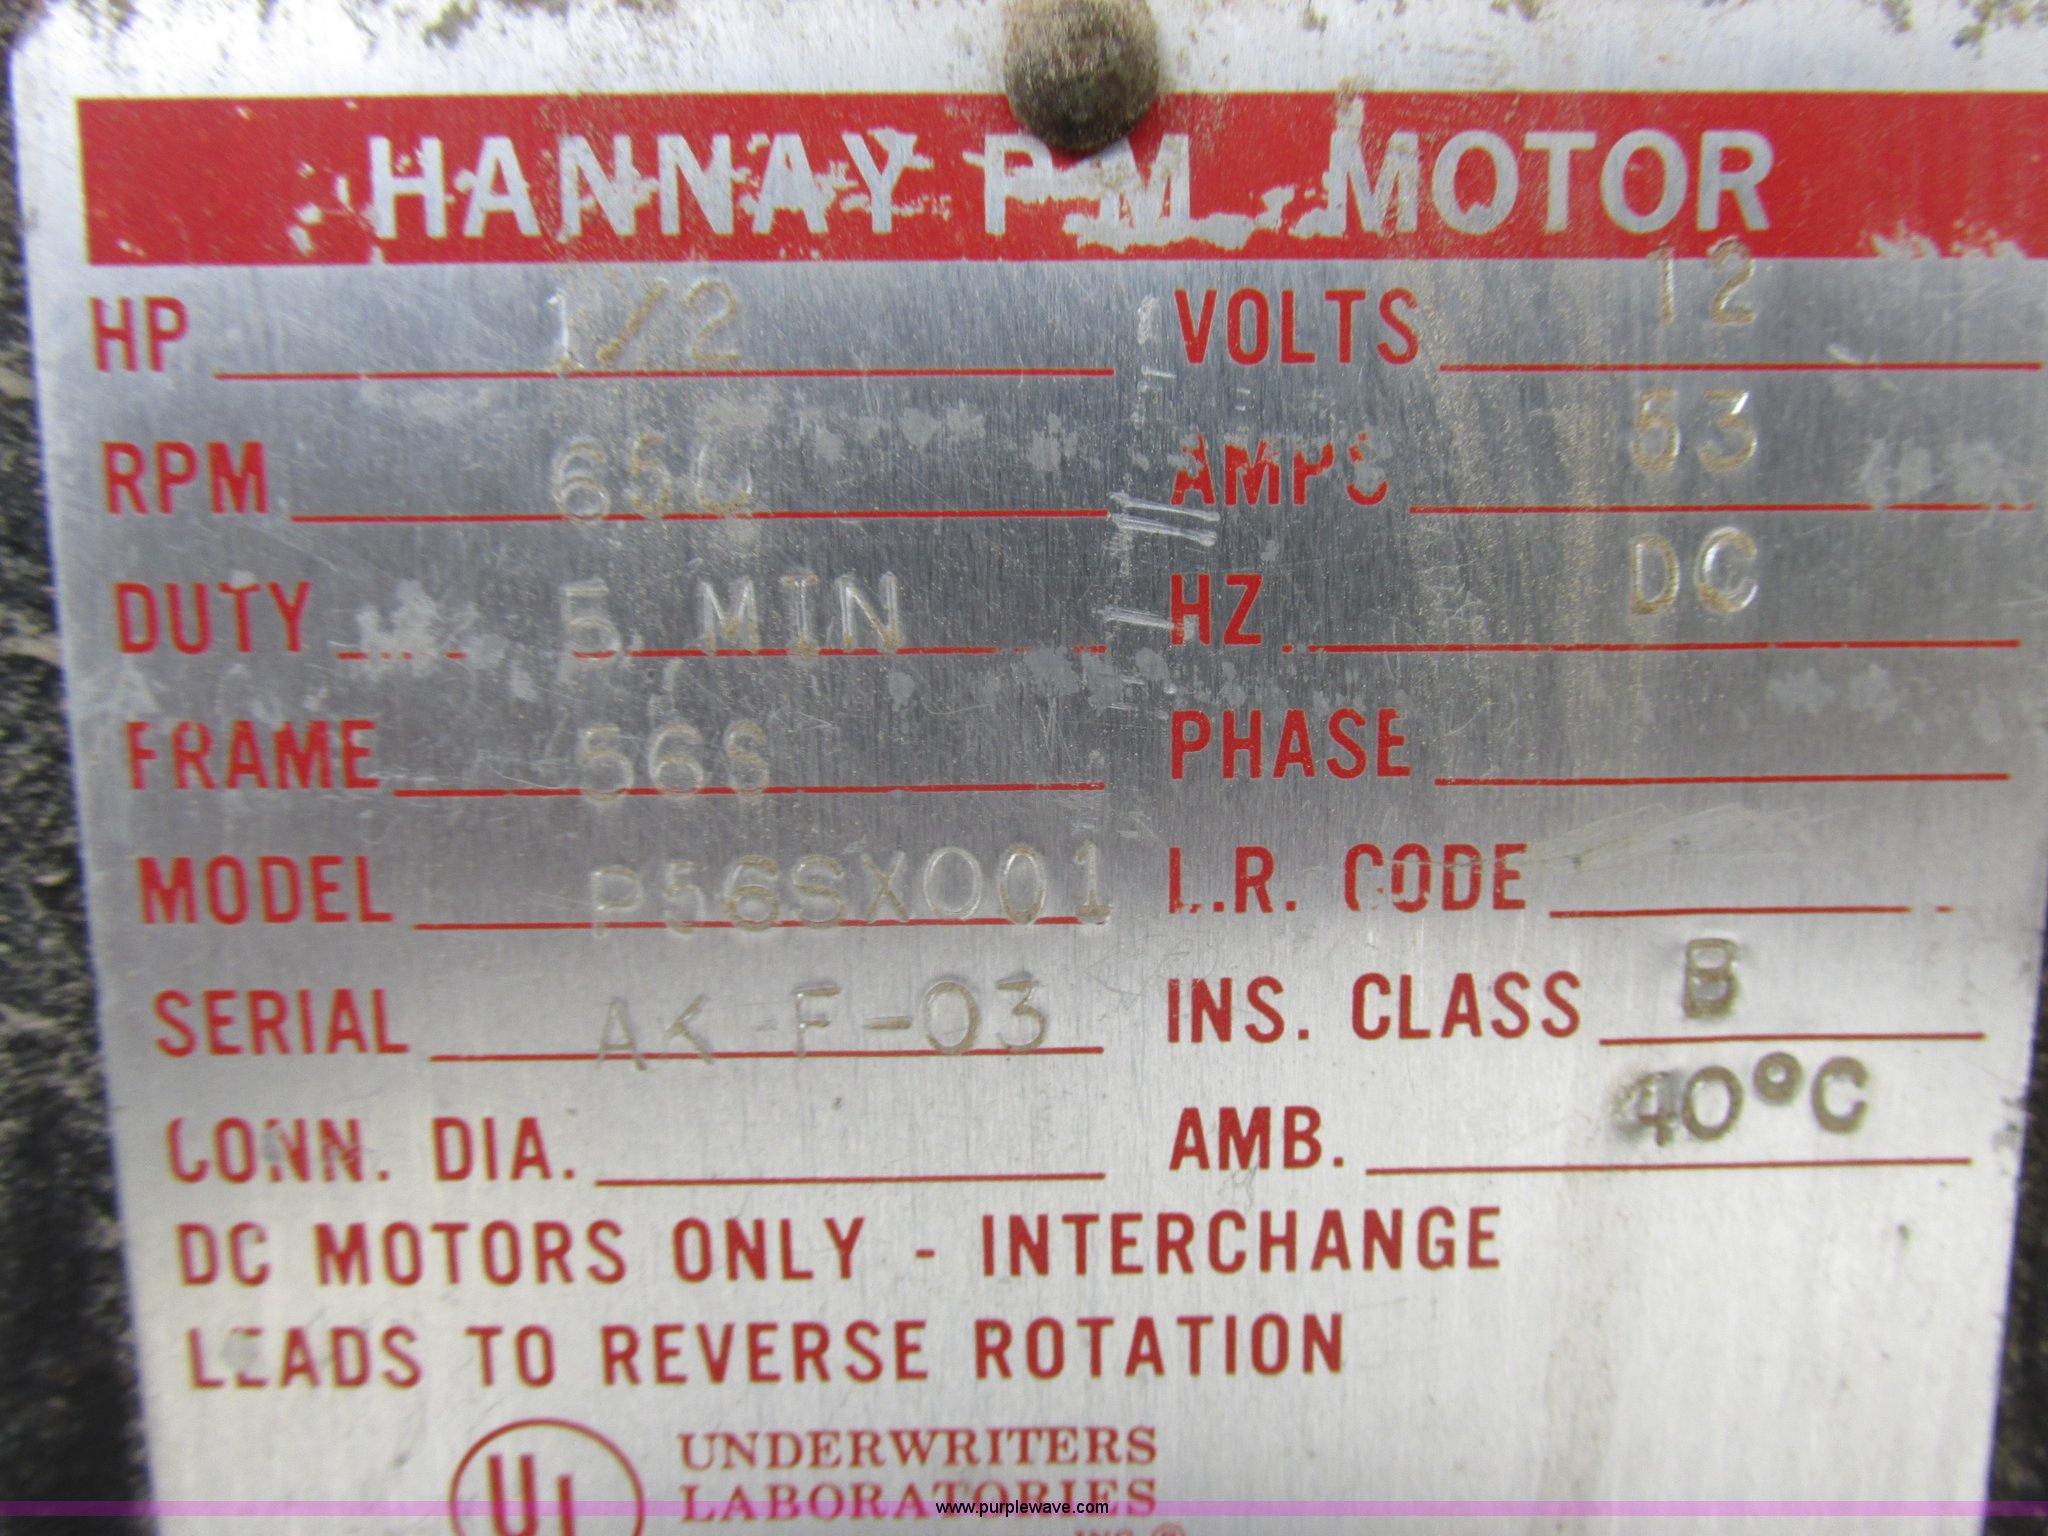 HANNAY P M MOTOR
HP 1/2 VOLTS 12
RPM 650 AMPS 53
DUTY 5 MIN HZ DC
FRAME 56S PHASE
MODEL P56SX001 L.R. CODE
SERIAL AK-F-03 INS. CLASS B
CONN. DIA. AMB. 40°C
DC MOTORS ONLY - INTERCHANGE
LEADS TO REVERSE ROTATION
UL UNDERWRITERS
LABORATORIES
INC.®
www.purplewave.com